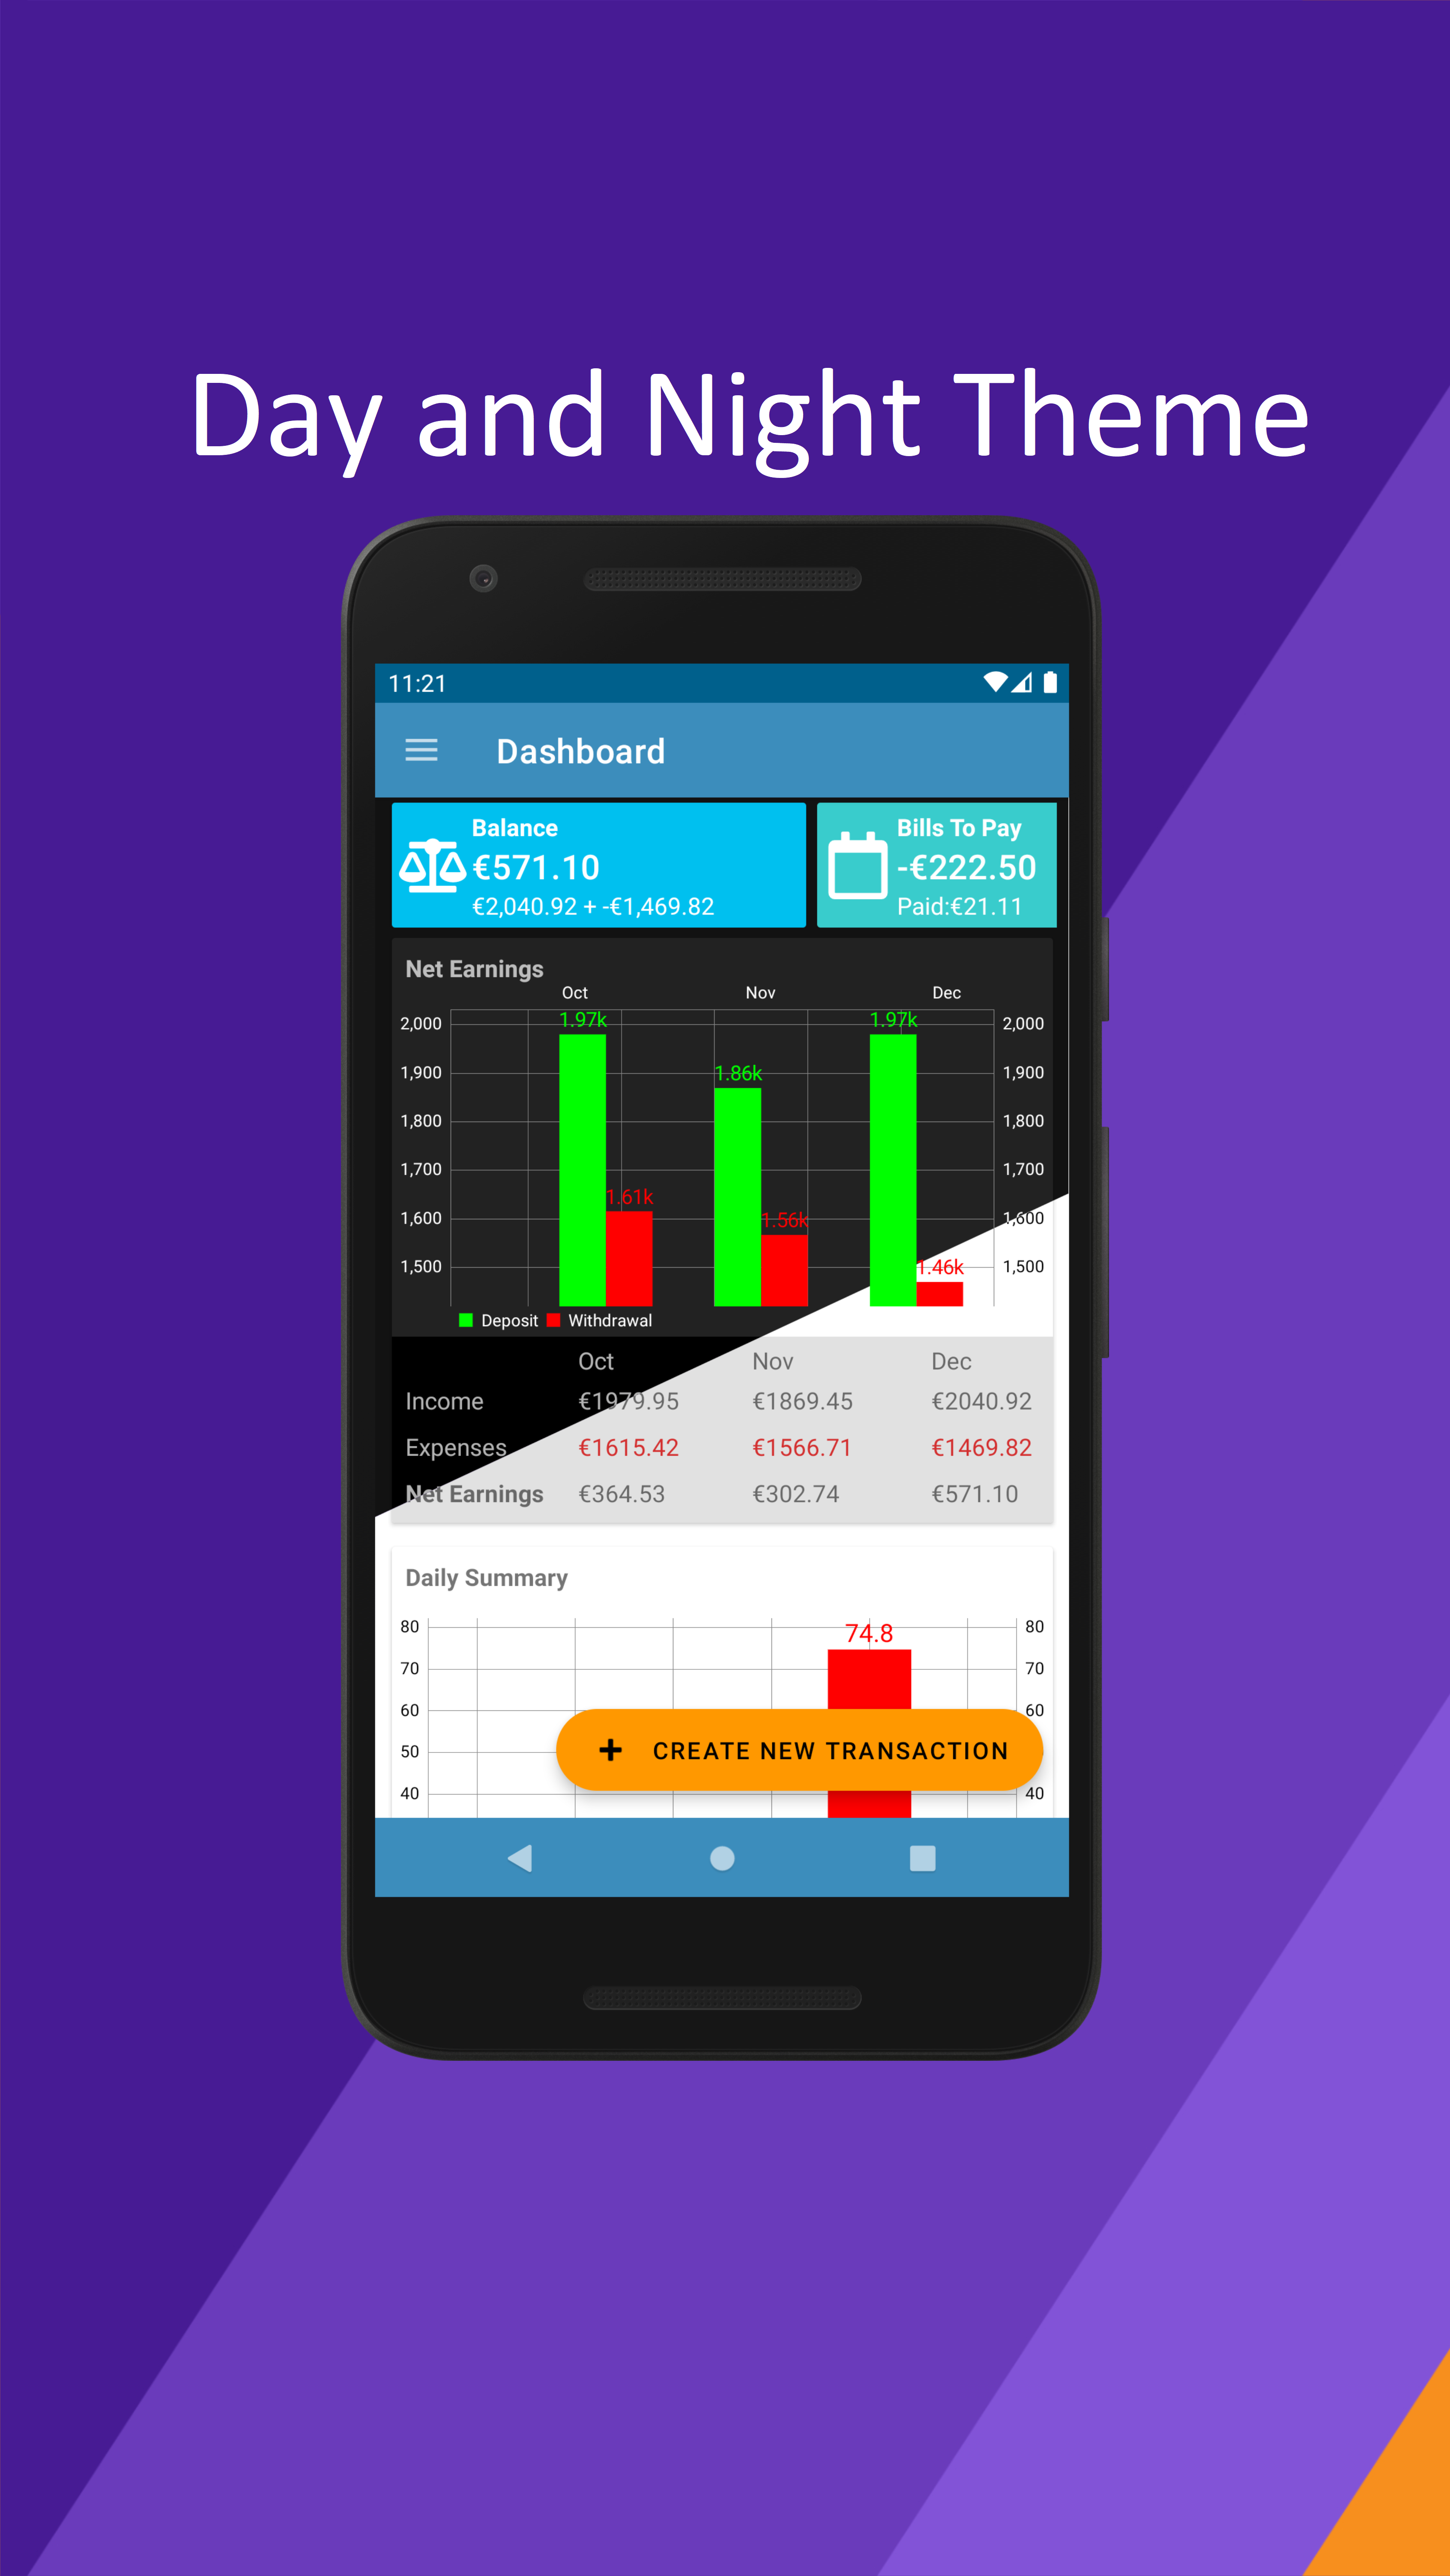 Day and Night Theme
11:21
Dashboard
Balance
€571.10
€2,040.92 + -€1,469.82
Bills To Pay
-€222.50
Paid:€21.11
Net Earnings
Oct Nov Dec
2,000 1.97k 1.97k 2,000
1,900 1.86k 1,900
1,800 1,800
1,700 1,700
1.61k
1,600 1.56k 1,600
1,500 1.46k 1,500
Deposit Withdrawal
Oct Nov Dec
Income €1979.95 €1869.45 €2040.92
Expenses €1615.42 €1566.71 €1469.82
Net Earnings €364.53 €302.74 €571.10
Daily Summary
80 74.8 80
70 70
60 60
50 CREATE NEW TRANSACTION
40 40